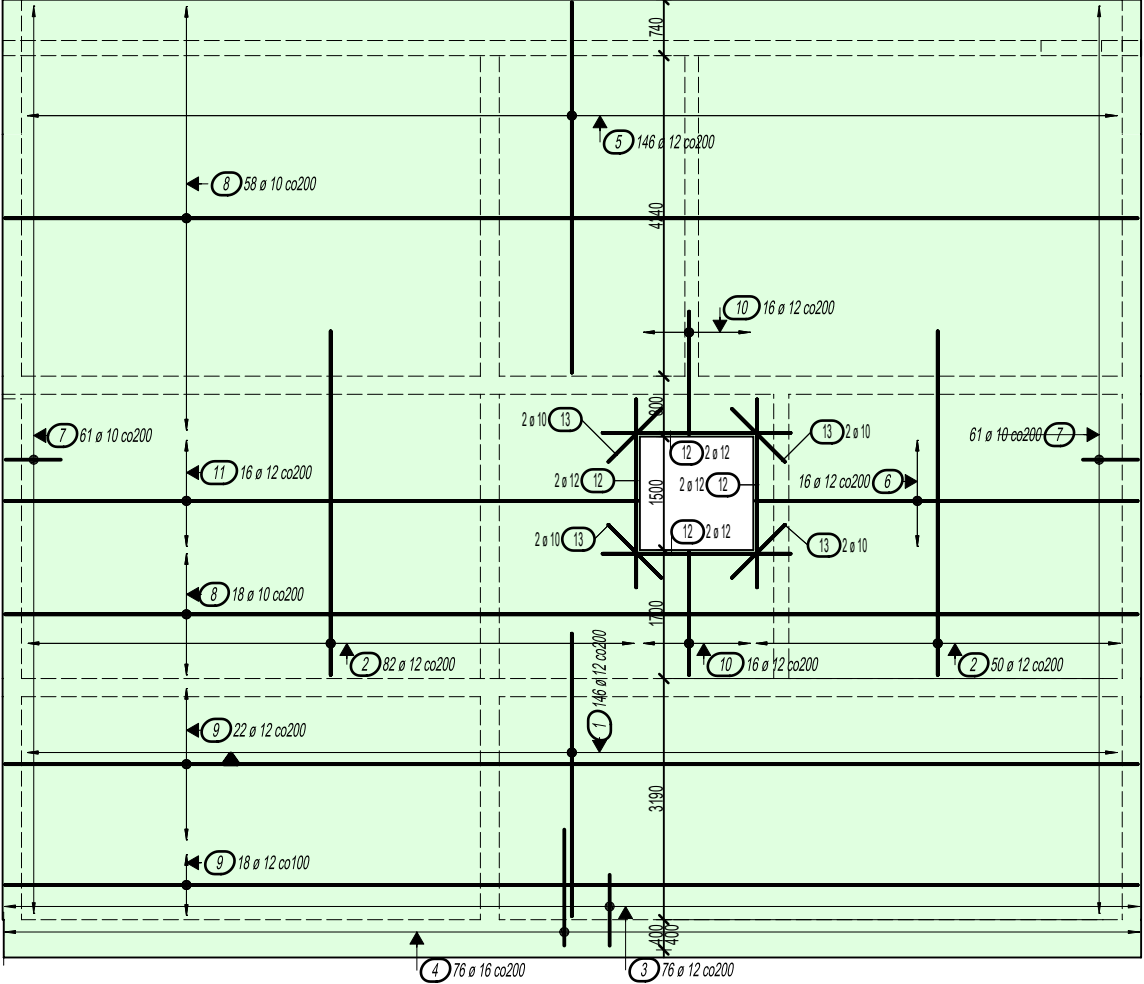 740
5 146 ø 12 co200
8 58 ø 10 co200
4240
10 16 ø 12 co200
800
2 ø 10 13
13 2 ø 10
7 61 ø 10 co200
61 ø 10 co200 7
12 2 ø 12
11 16 ø 12 co200
2 ø 12 12
1500
2 ø 12 12
16 ø 12 co200 6
12 2 ø 12
2 ø 10 13
13 2 ø 10
8 18 ø 10 co200
1700
2 82 ø 12 co200
10 16 ø 12 co200
2 50 ø 12 co200
1 146 ø 12 co200
9 22 ø 12 co200
3190
9 18 ø 12 co100
400
400
4 76 ø 16 co200
3 76 ø 12 co200